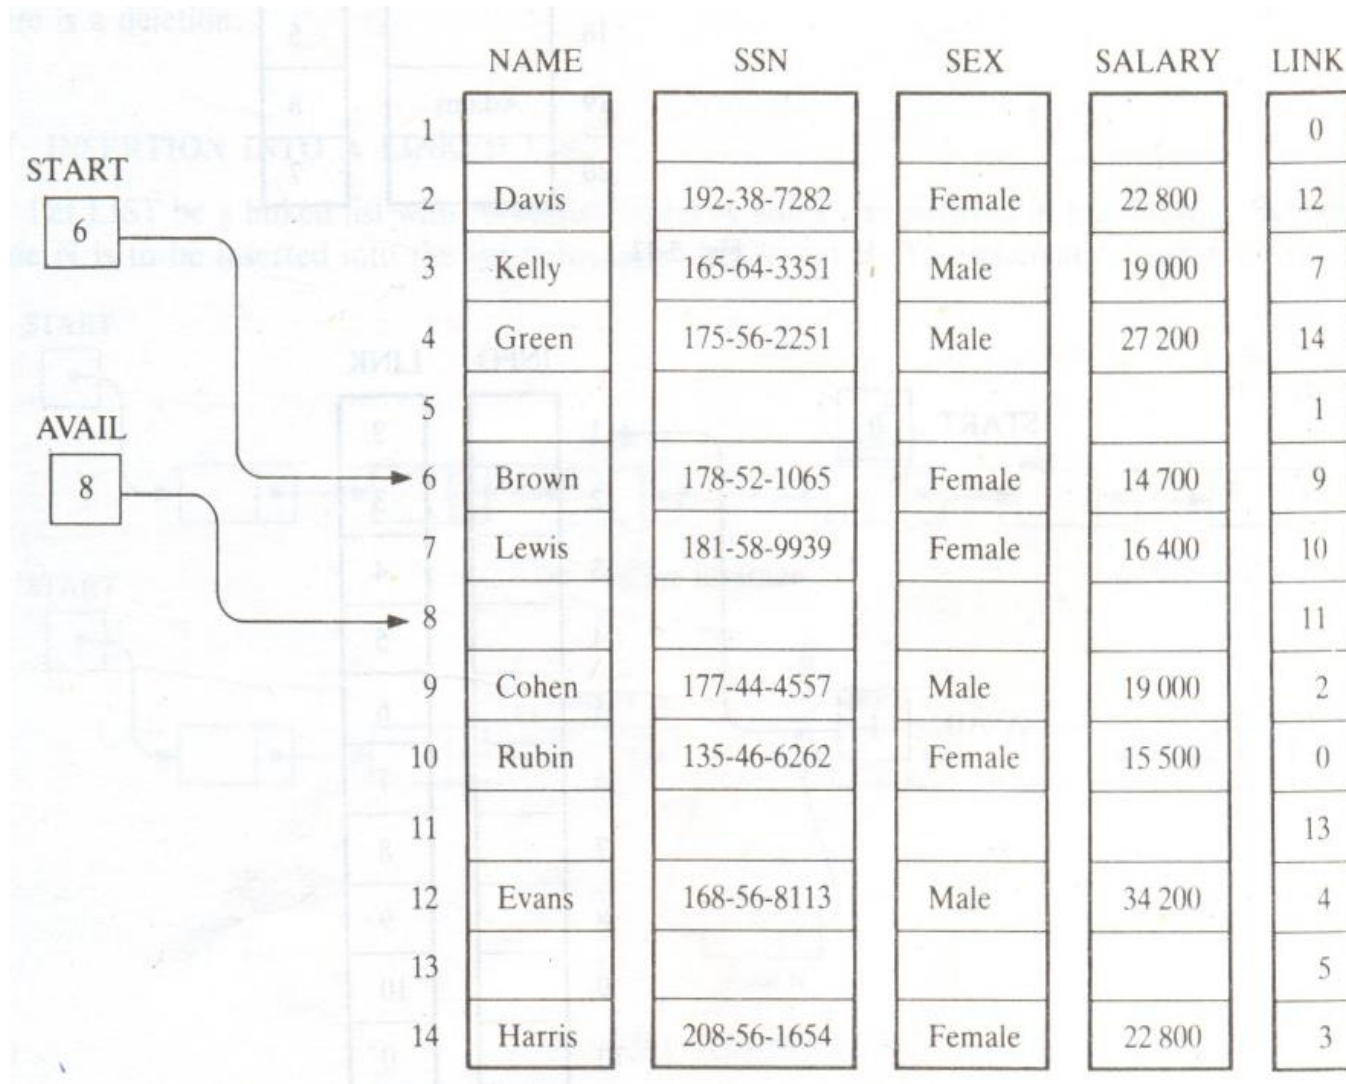 NAME SSN SEX SALARY LINK
1 0
START
2 Davis 192-38-7282 Female 22 800 12
6
3 Kelly 165-64-3351 Male 19 000 7
4 Green 175-56-2251 Male 27 200 14
5 1
AVAIL
6 Brown 178-52-1065 Female 14 700 9
8
7 Lewis 181-58-9939 Female 16 400 10
8 11
9 Cohen 177-44-4557 Male 19 000 2
10 Rubin 135-46-6262 Female 15 500 0
11 13
12 Evans 168-56-8113 Male 34 200 4
13 5
14 Harris 208-56-1654 Female 22 800 3